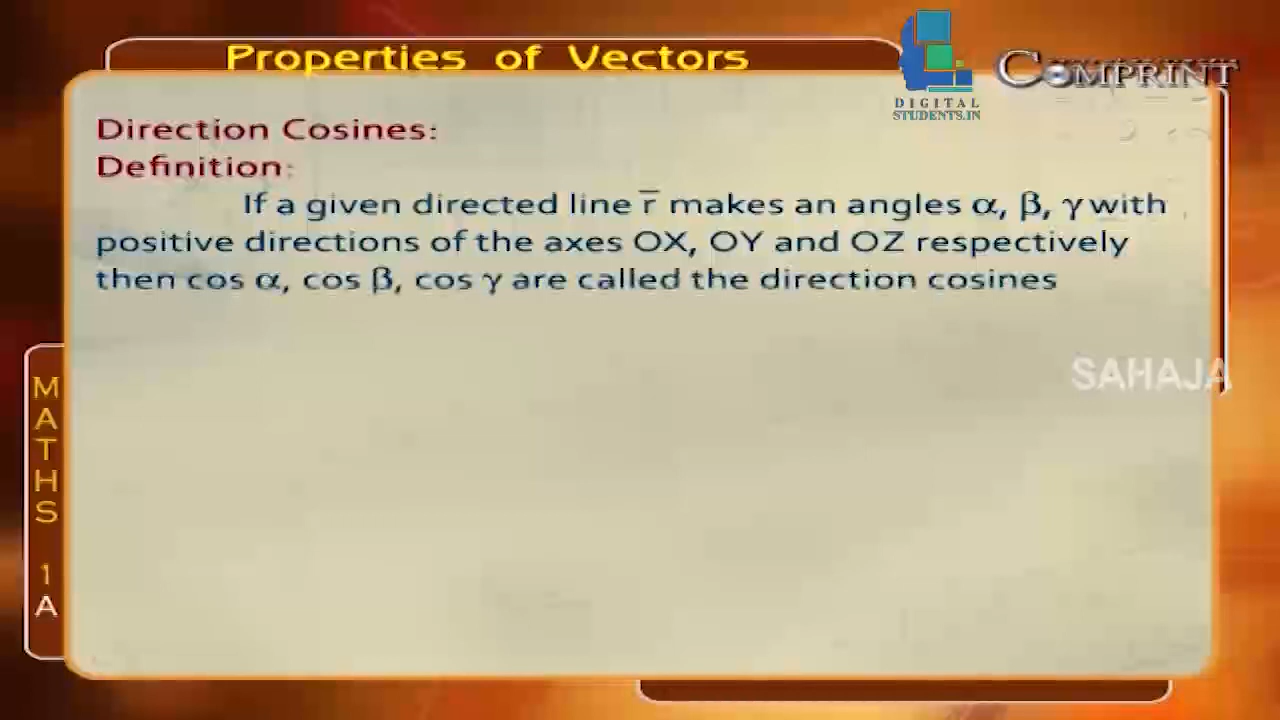 Properties of Vectors
DIGITAL
STUDENTS.IN
COMPRINT
Direction Cosines:
Definition:
If a given directed line r̅ makes an angles α, β, γ with
positive directions of the axes OX, OY and OZ respectively
then cos α, cos β, cos γ are called the direction cosines
SAHAJA
MATHS 1A